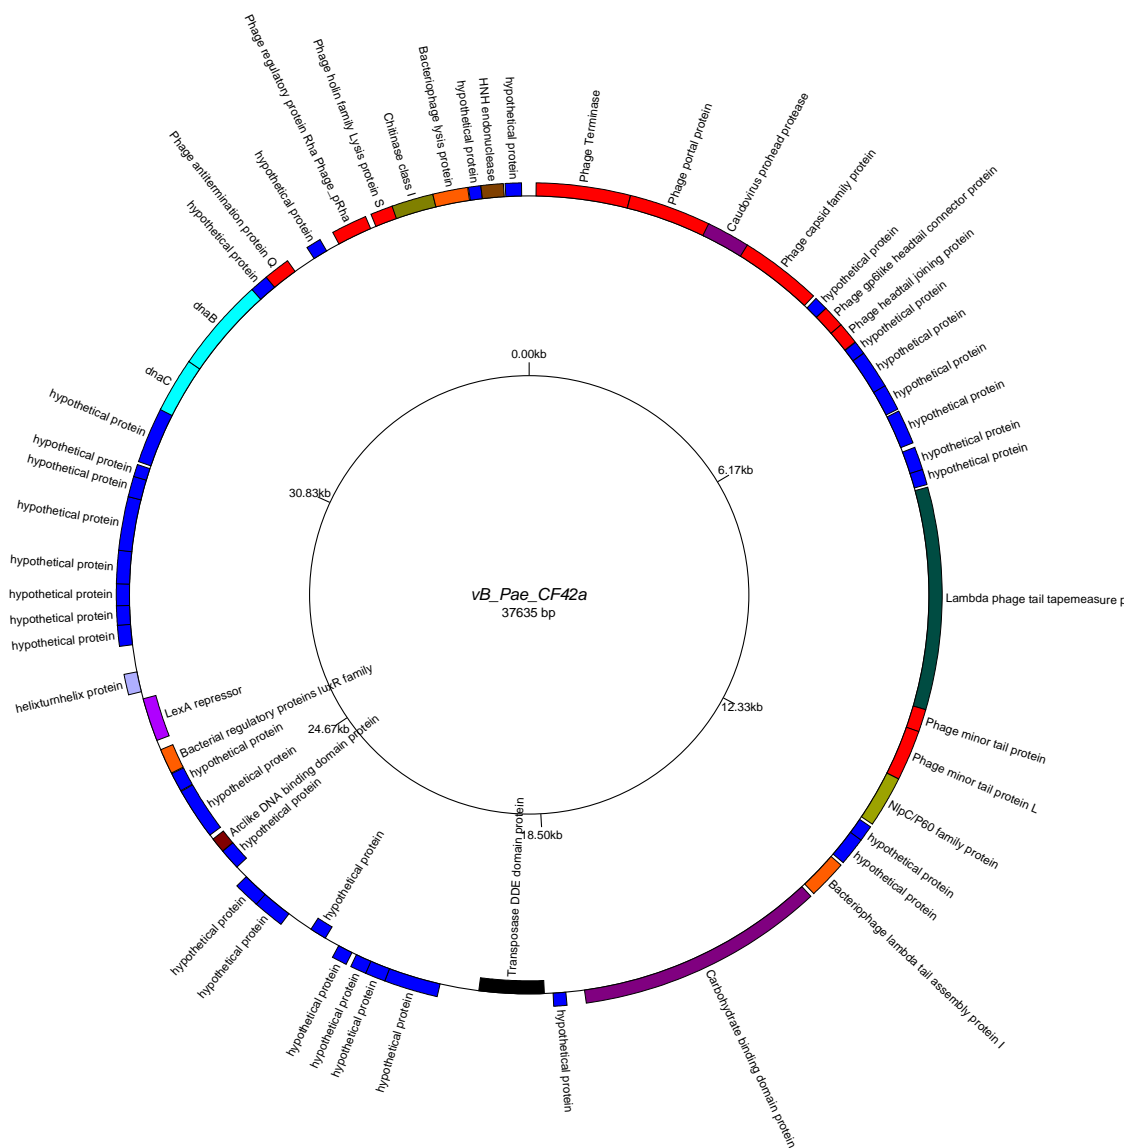 Phage Terminase
Phage portal protein
Caudovirus prohead protease
Phage capsid family protein
hypothetical protein
Phage gp6like headtail connector protein
Phage headtail joining protein
hypothetical protein
hypothetical protein
hypothetical protein
hypothetical protein
hypothetical protein
hypothetical protein
Lambda phage tail tapemeasure p
Phage minor tail protein
Phage minor tail protein L
NlpC/P60 family protein
hypothetical protein
hypothetical protein
Bacteriophage lambda tail assembly protein I
Carbohydrate binding domain protein
hypothetical protein
Transposase DDE domain protein
hypothetical protein
hypothetical protein
hypothetical protein
hypothetical protein
hypothetical protein
hypothetical protein
hypothetical protein
hypothetical protein
Arclike DNA binding domain protein
hypothetical protein
hypothetical protein
Bacterial regulatory proteins luxR family
LexA repressor
helixturnhelix protein
hypothetical protein
hypothetical protein
hypothetical protein
hypothetical protein
hypothetical protein
hypothetical protein
hypothetical protein
hypothetical protein
dnaC
dnaB
hypothetical protein
Phage antitermination protein Q
hypothetical protein
Phage regulatory protein Rha Phage_pRha
Phage holin family Lysis protein S
Chitinase class I
Bacteriophage lysis protein
hypothetical protein
HNH endonuclease
hypothetical protein
0.00kb
6.17kb
12.33kb
18.50kb
24.67kb
30.83kb
vB_Pae_CF42a
37635 bp